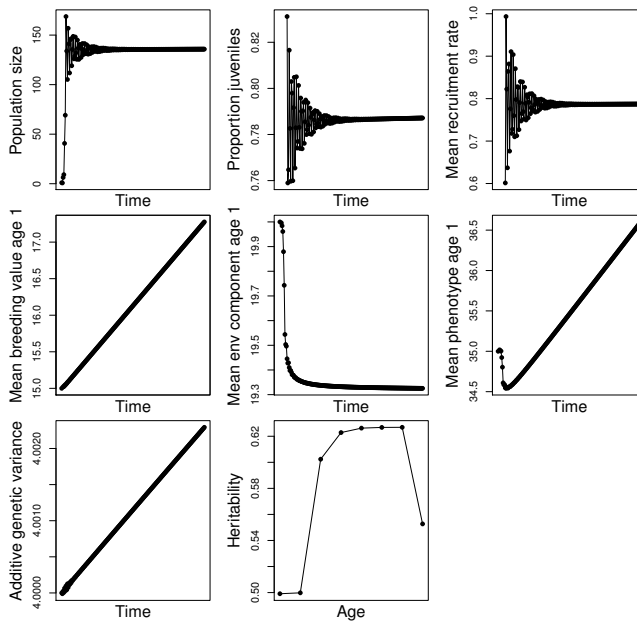 Population size
0 50 100 150
Time
Proportion juveniles
0.76 0.78 0.80 0.82
Time
Mean recruitment rate
0.6 0.7 0.8 0.9 1.0
Time
Mean breeding value age 1
15.0 15.5 16.0 16.5 17.0
Time
Mean env component age 1
19.3 19.5 19.7 19.9
Time
Mean phenotype age 1
34.5 35.0 35.5 36.0 36.5
Time
Additive genetic variance
4.0000 4.0010 4.0020
Time
Heritability
0.50 0.54 0.58 0.62
Age